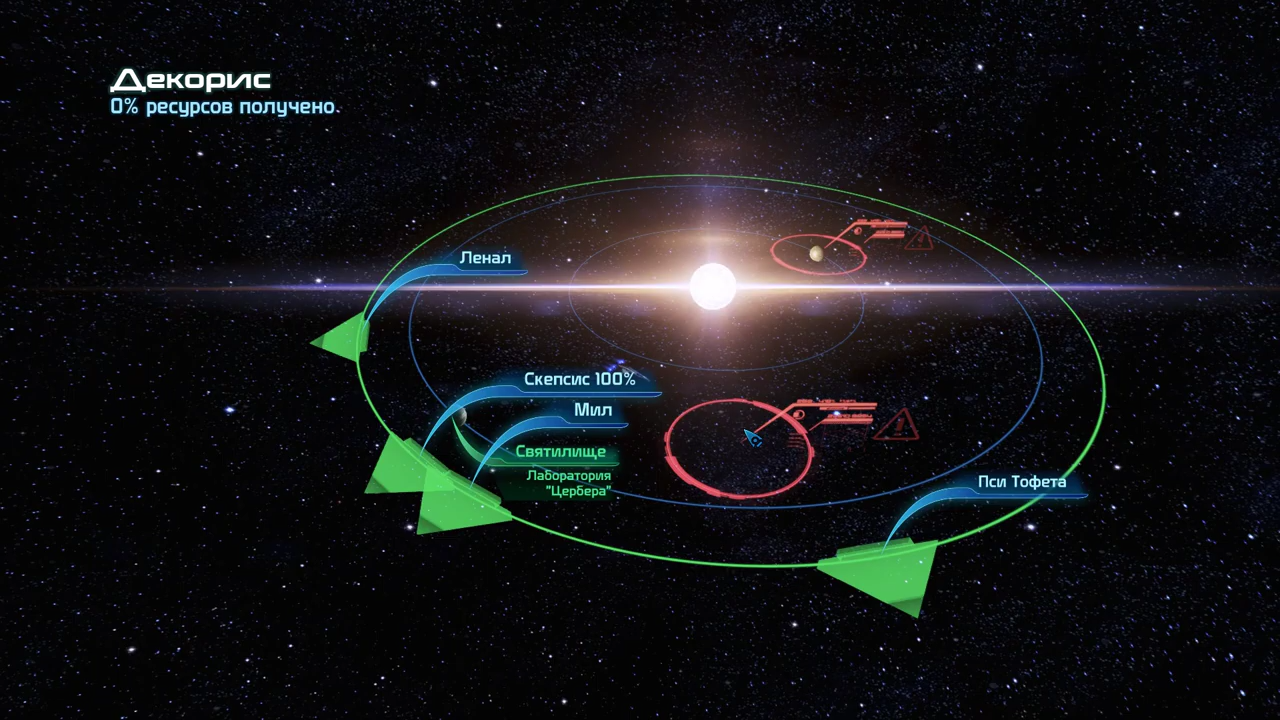 Декорис
0% ресурсов получено.
Ленал
Скепсис 100%
Мил
Святилище
Лаборатория
"Цербера"
Пси Тофета